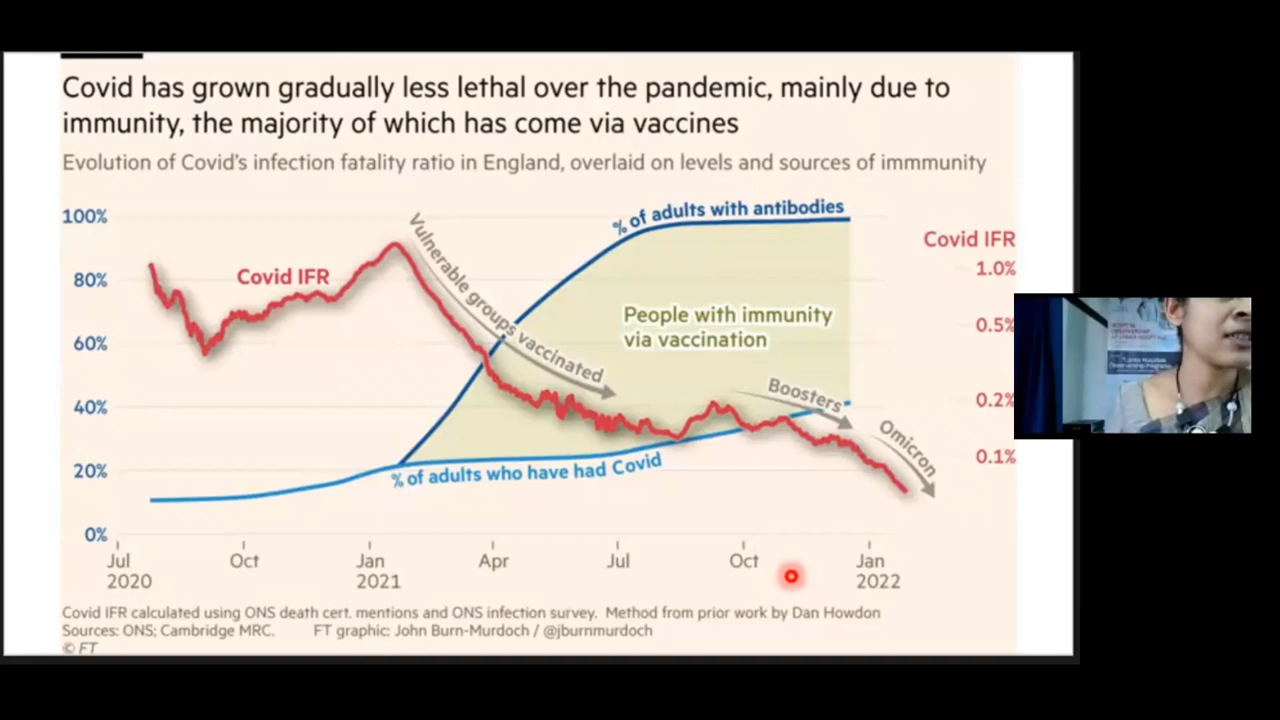 Covid has grown gradually less lethal over the pandemic, mainly due to
immunity, the majority of which has come via vaccines
Evolution of Covid's infection fatality ratio in England, overlaid on levels and sources of immmunity
100%
80%
60%
40%
20%
0%
Covid IFR
Vulnerable groups vaccinated
% of adults with antibodies
People with immunity
via vaccination
Boosters
Omicron
% of adults who have had Covid
Covid IFR
1.0%
0.5%
0.2%
0.1%
Jul
2020
Oct
Jan
2021
Apr
Jul
Oct
Jan
2022
Covid IFR calculated using ONS death cert. mentions and ONS infection survey. Method from prior work by Dan Howdon
Sources: ONS; Cambridge MRC. FT graphic: John Burn-Murdoch / @jburnmurdoch
© FT